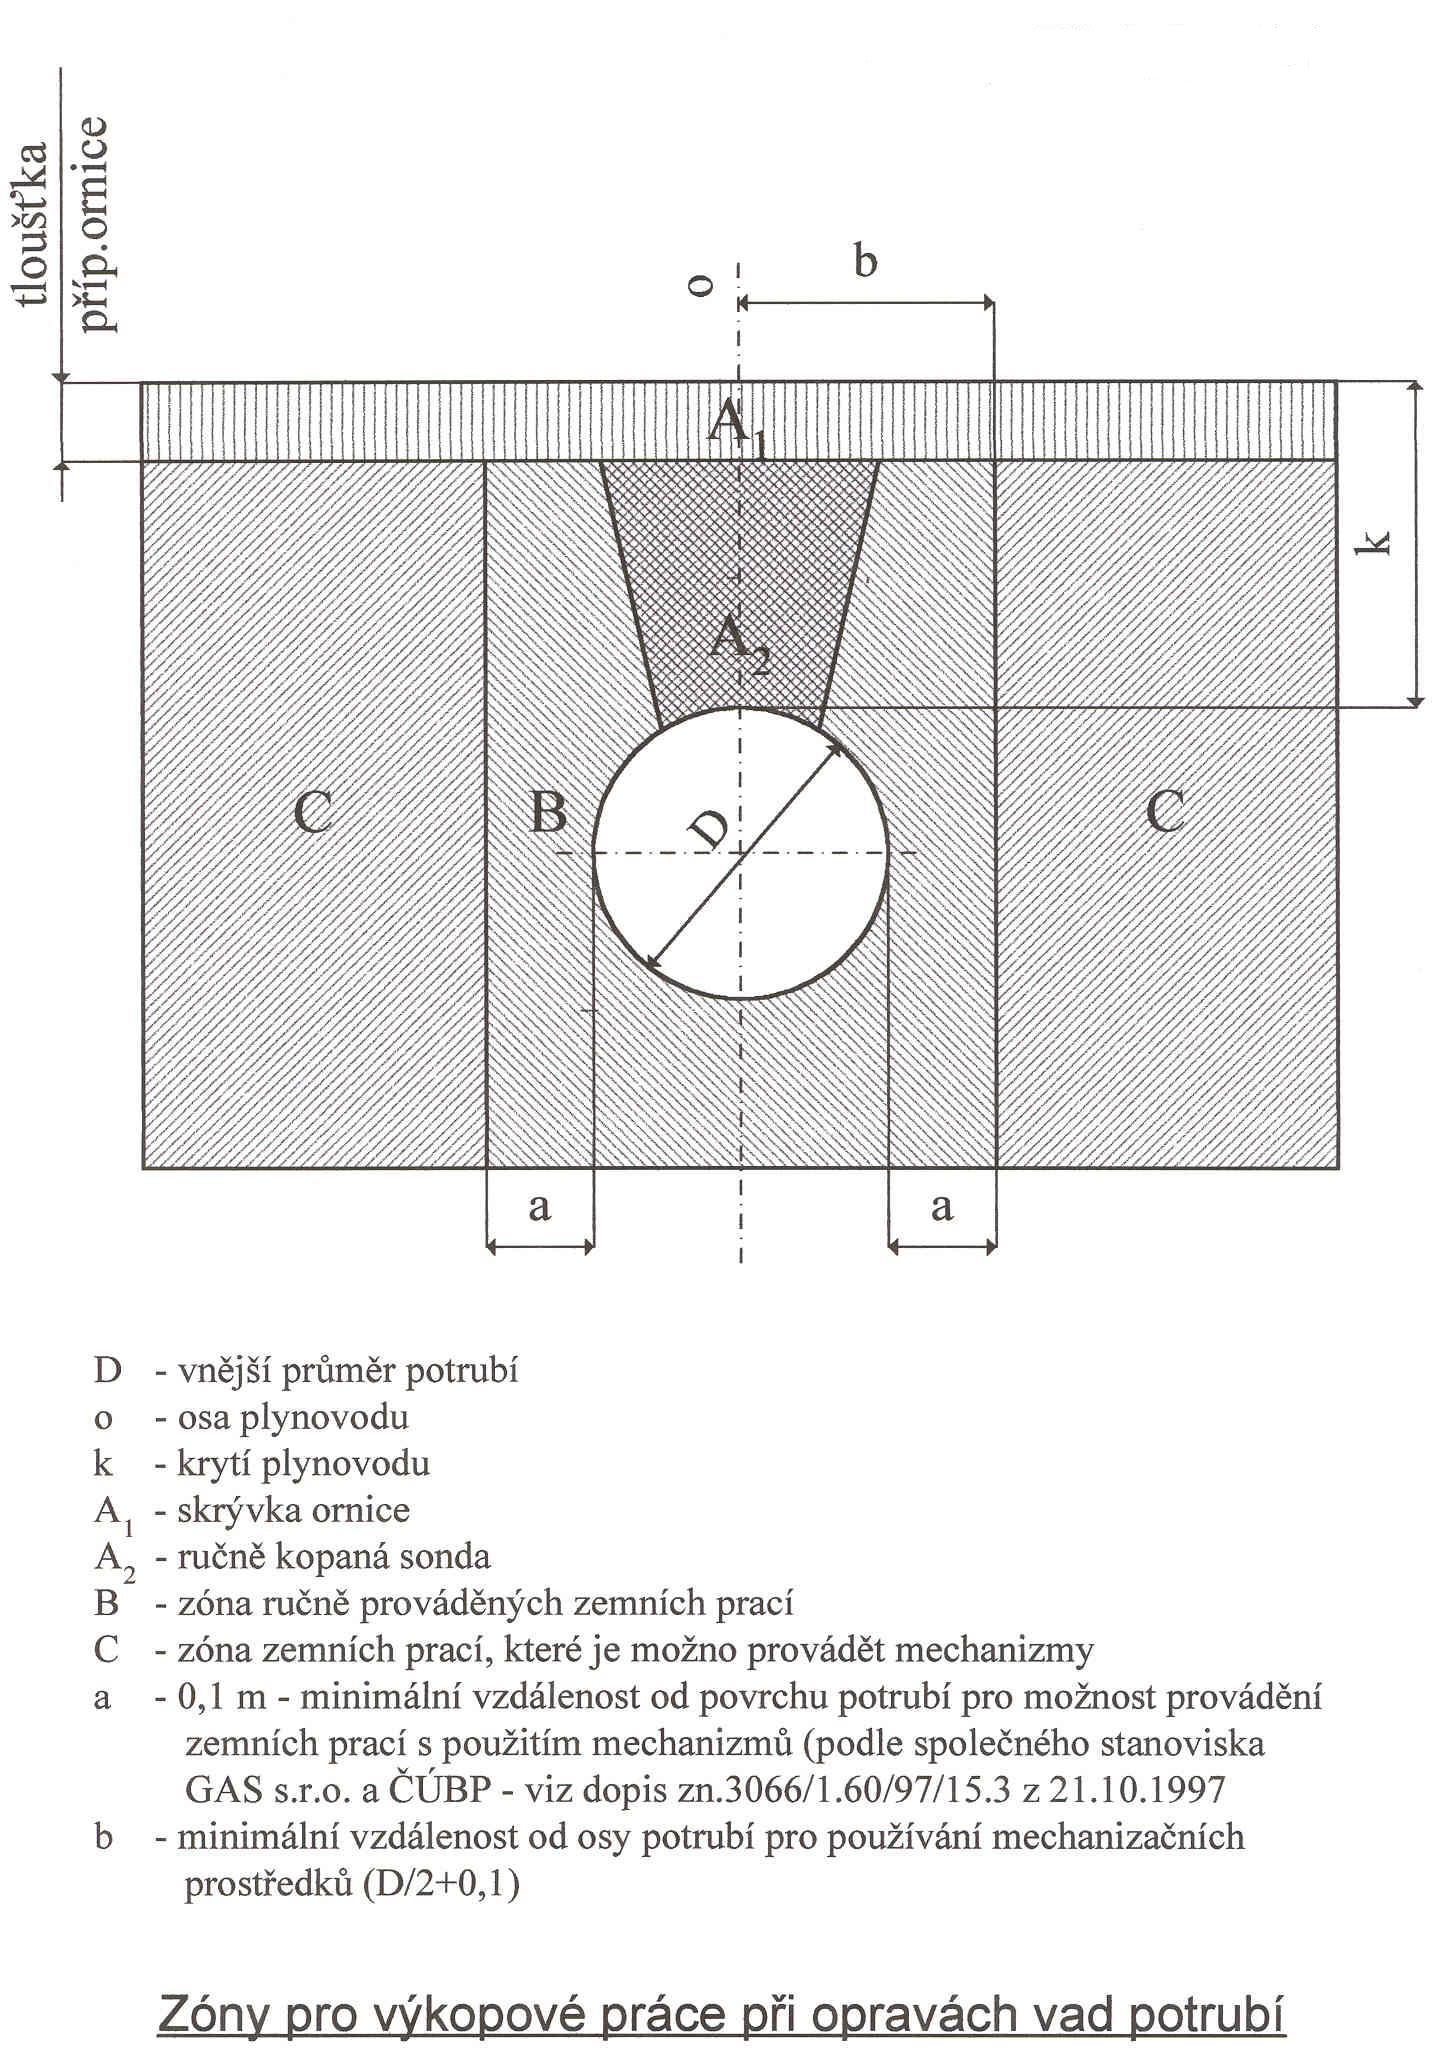 tloušťka
příp.ornice
o
b
A1
k
A2
C
B
D
C
a
a
D - vnější průměr potrubí
o - osa plynovodu
k - krytí plynovodu
A1 - skrývka ornice
A2 - ručně kopaná sonda
B - zóna ručně prováděných zemních prací
C - zóna zemních prací, které je možno provádět mechanizmy
a - 0,1 m - minimální vzdálenost od povrchu potrubí pro možnost provádění
zemních prací s použitím mechanizmů (podle společného stanoviska
GAS s.r.o. a ČÚBP - viz dopis zn.3066/1.60/97/15.3 z 21.10.1997
b - minimální vzdálenost od osy potrubí pro používání mechanizačních
prostředků (D/2+0,1)
Zóny pro výkopové práce při opravách vad potrubí